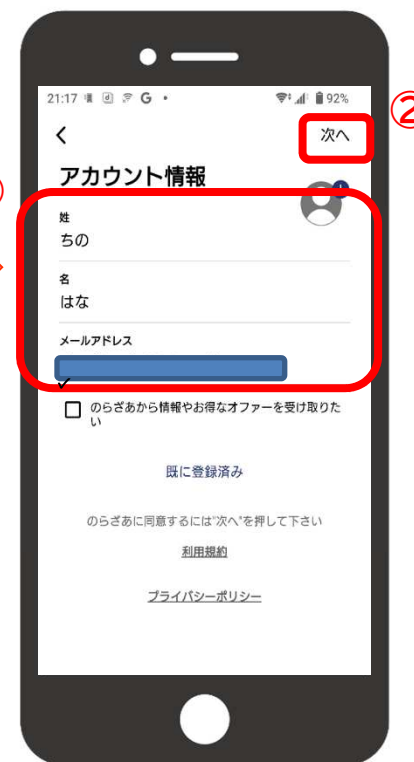 21:17 G • 92%
②
次へ
アカウント情報
姓
ちの
名
はな
メールアドレス
のらざあから情報やお得なオファーを受け取りた
い
既に登録済み
のらざあに同意するには"次へ"を押して下さい
利用規約
プライバシーポリシー